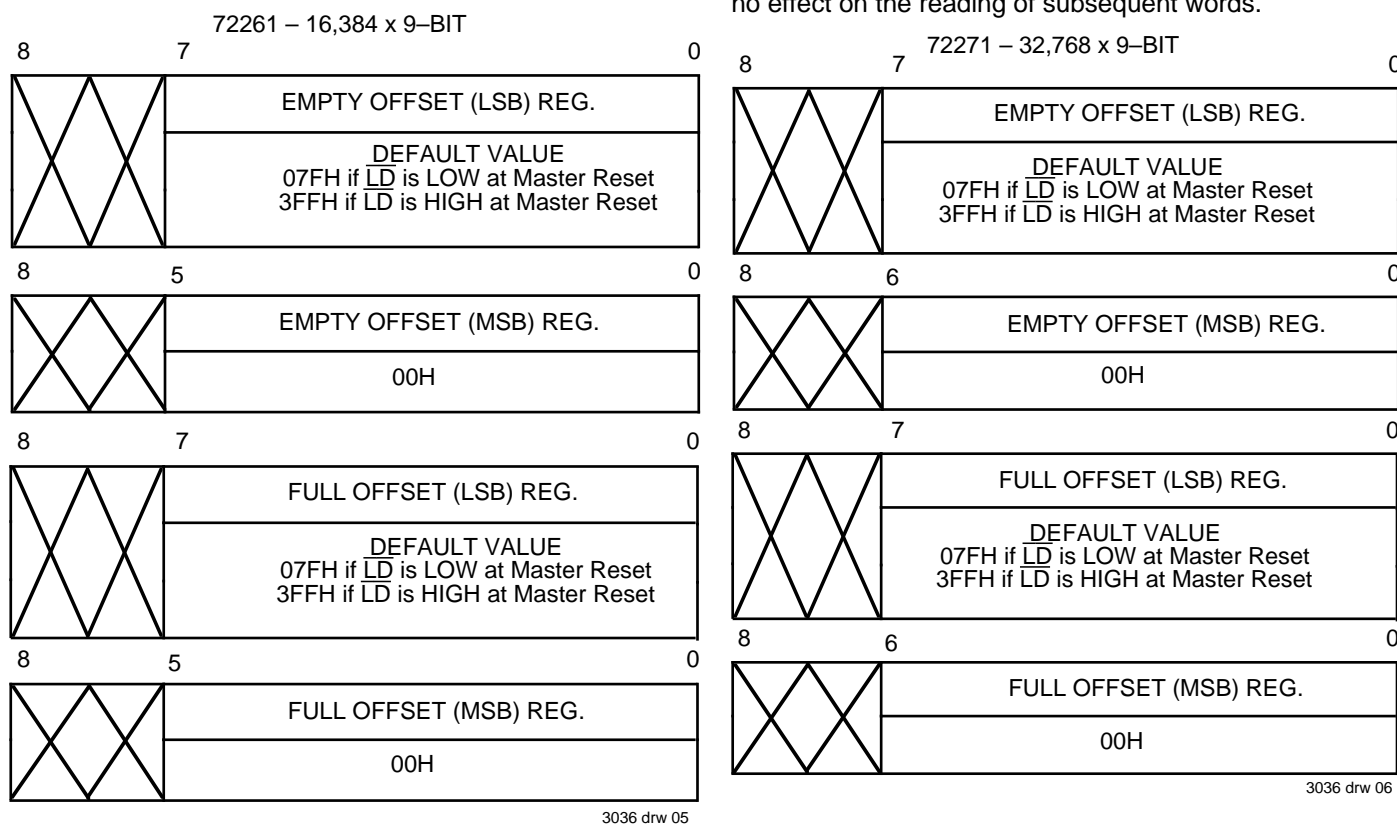 72261 – 16,384 x 9–BIT
8 7 0
EMPTY OFFSET (LSB) REG.
DEFAULT VALUE
07FH if LD is LOW at Master Reset
3FFH if LD is HIGH at Master Reset
8 5 0
EMPTY OFFSET (MSB) REG.
00H
8 7 0
FULL OFFSET (LSB) REG.
DEFAULT VALUE
07FH if LD is LOW at Master Reset
3FFH if LD is HIGH at Master Reset
8 5 0
FULL OFFSET (MSB) REG.
00H
3036 drw 05
no effect on the reading of subsequent words.
72271 – 32,768 x 9–BIT
8 7 0
EMPTY OFFSET (LSB) REG.
DEFAULT VALUE
07FH if LD is LOW at Master Reset
3FFH if LD is HIGH at Master Reset
8 6 0
EMPTY OFFSET (MSB) REG.
00H
8 7 0
FULL OFFSET (LSB) REG.
DEFAULT VALUE
07FH if LD is LOW at Master Reset
3FFH if LD is HIGH at Master Reset
8 6 0
FULL OFFSET (MSB) REG.
00H
3036 drw 06